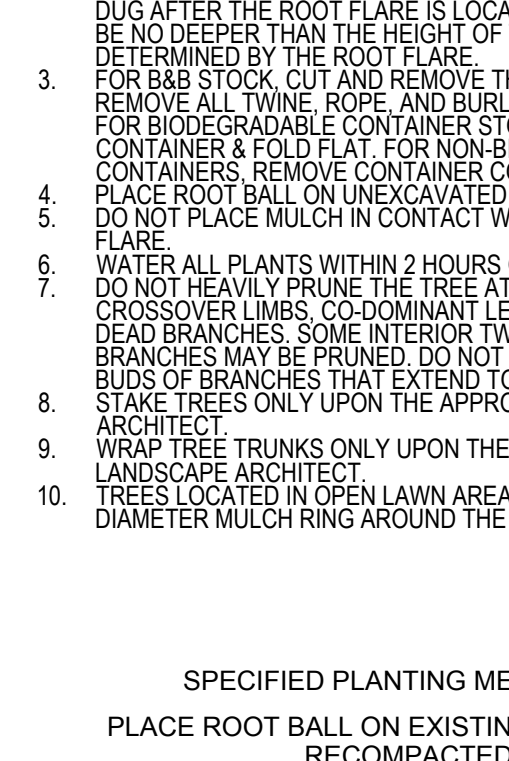 DUG AFTER THE ROOT FLARE IS LOCA
BE NO DEEPER THAN THE HEIGHT OF
DETERMINED BY THE ROOT FLARE.
3. FOR B&B STOCK, CUT AND REMOVE TH
REMOVE ALL TWINE, ROPE, AND BURL
FOR BIODEGRADABLE CONTAINER STO
CONTAINER & FOLD FLAT. FOR NON-BI
CONTAINERS, REMOVE CONTAINER CO
4. PLACE ROOT BALL ON UNEXCAVATED
5. DO NOT PLACE MULCH IN CONTACT W
FLARE.
6. WATER ALL PLANTS WITHIN 2 HOURS
7. DO NOT HEAVILY PRUNE THE TREE AT
CROSSOVER LIMBS, CO-DOMINANT LE
DEAD BRANCHES. SOME INTERIOR TW
BRANCHES MAY BE PRUNED. DO NOT
BUDS OF BRANCHES THAT EXTEND TO
8. STAKE TREES ONLY UPON THE APPRO
ARCHITECT.
9. WRAP TREE TRUNKS ONLY UPON THE
LANDSCAPE ARCHITECT.
10. TREES LOCATED IN OPEN LAWN AREA
DIAMETER MULCH RING AROUND THE
SPECIFIED PLANTING ME
PLACE ROOT BALL ON EXISTIN
RECOMPACTED